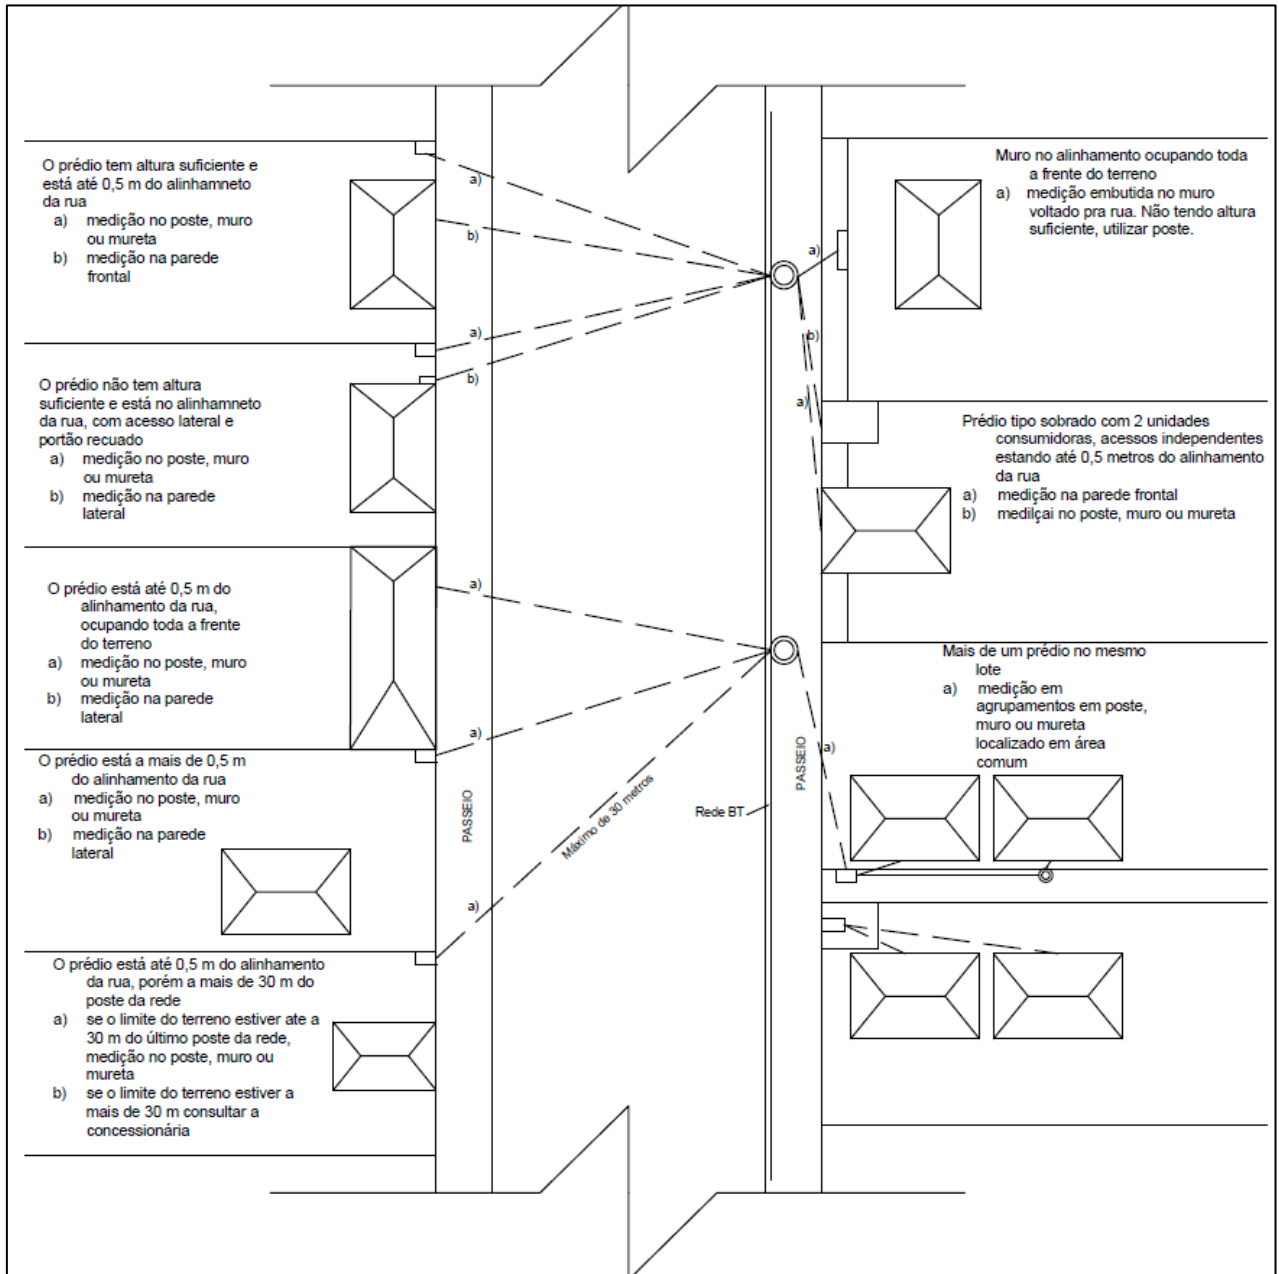 O prédio tem altura suficiente e
está até 0,5 m do alinhamneto
da rua
a) medição no poste, muro
ou mureta
b) medição na parede
frontal
O prédio não tem altura
suficiente e está no alinhamneto
da rua, com acesso lateral e
portão recuado
a) medição no poste, muro
ou mureta
b) medição na parede
lateral
O prédio está até 0,5 m do
alinhamento da rua,
ocupando toda a frente
do terreno
a) medição no poste, muro
ou mureta
b) medição na parede
lateral
O prédio está a mais de 0,5 m
do alinhamento da rua
a) medição no poste, muro
ou mureta
b) medição na parede
lateral
O prédio está até 0,5 m do alinhamento
da rua, porém a mais de 30 m do
poste da rede
a) se o limite do terreno estiver ate a
30 m do último poste da rede,
medição no poste, muro ou
mureta
b) se o limite do terreno estiver a
mais de 30 m consultar a
concessionária
a)
b)
a)
b)
a)
a)
a)
PASSEIO
Máximo de 30 metros
Rede BT
PASSEIO
a)
b)
a)
a)
Muro no alinhamento ocupando toda
a frente do terreno
a) medição embutida no muro
voltado pra rua. Não tendo altura
suficiente, utilizar poste.
Prédio tipo sobrado com 2 unidades
consumidoras, acessos independentes
estando até 0,5 metros do alinhamento
da rua
a) medição na parede frontal
b) medilçai no poste, muro ou mureta
Mais de um prédio no mesmo
lote
a) medição em
agrupamentos em poste,
muro ou mureta
localizado em área
comum